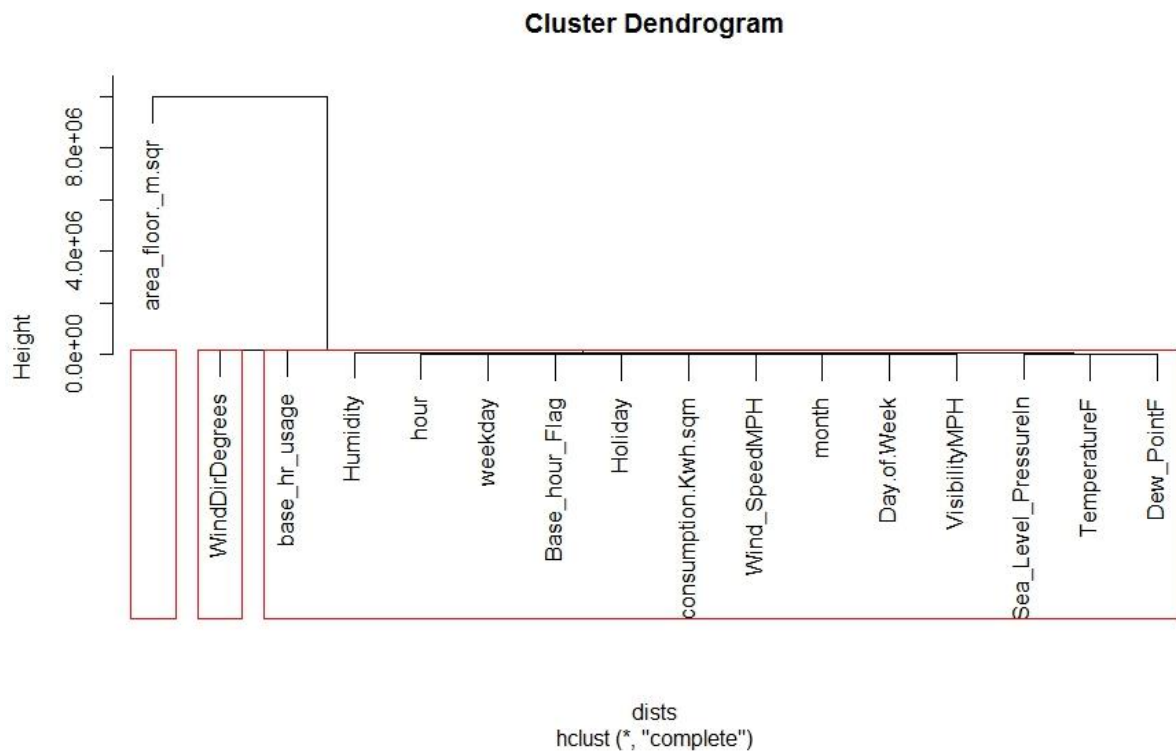 Cluster Dendrogram
Height
0.0e+00
4.0e+06
8.0e+06
area_floor._m.sqr
WindDirDegrees
base_hr_usage
Humidity
hour
weekday
Base_hour_Flag
Holiday
consumption.Kwh.sqm
Wind_SpeedMPH
month
Day.of.Week
VisibilityMPH
Sea_Level_PressureIn
TemperatureF
Dew_PointF
dists
hclust (*, "complete")